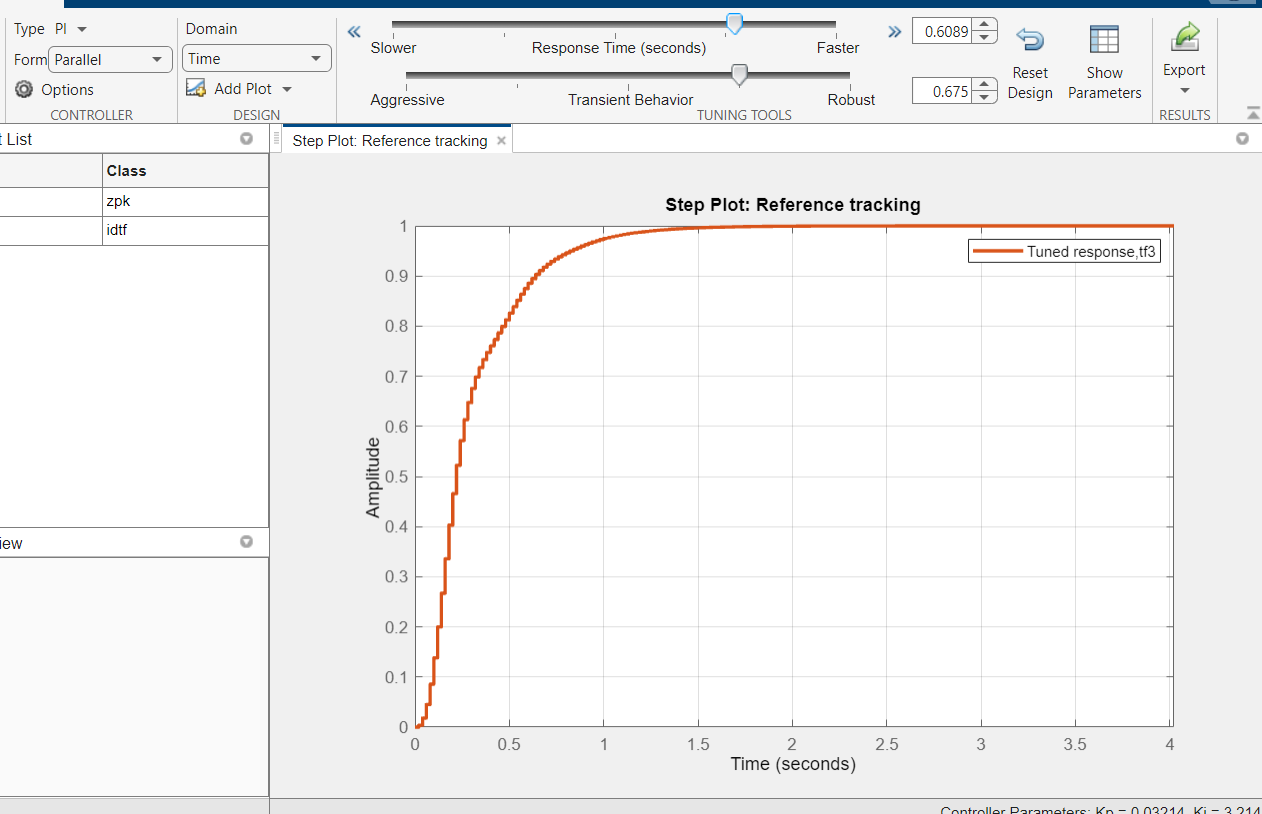 Type PI
Form Parallel
Options
CONTROLLER
Domain
Time
Add Plot
DESIGN
Slower Response Time (seconds) Faster
0.6089
Aggressive Transient Behavior Robust
0.675
TUNING TOOLS
Reset
Design
Show
Parameters
Export
RESULTS
List
Step Plot: Reference tracking
Class
zpk
idtf
Step Plot: Reference tracking
Tuned response,tf3
1
0.9
0.8
0.7
0.6
0.5
0.4
0.3
0.2
0.1
0
Amplitude
0 0.5 1 1.5 2 2.5 3 3.5 4
Time (seconds)
iew
Controller Parameters: Kp = 0.03214, Ki = 3.214